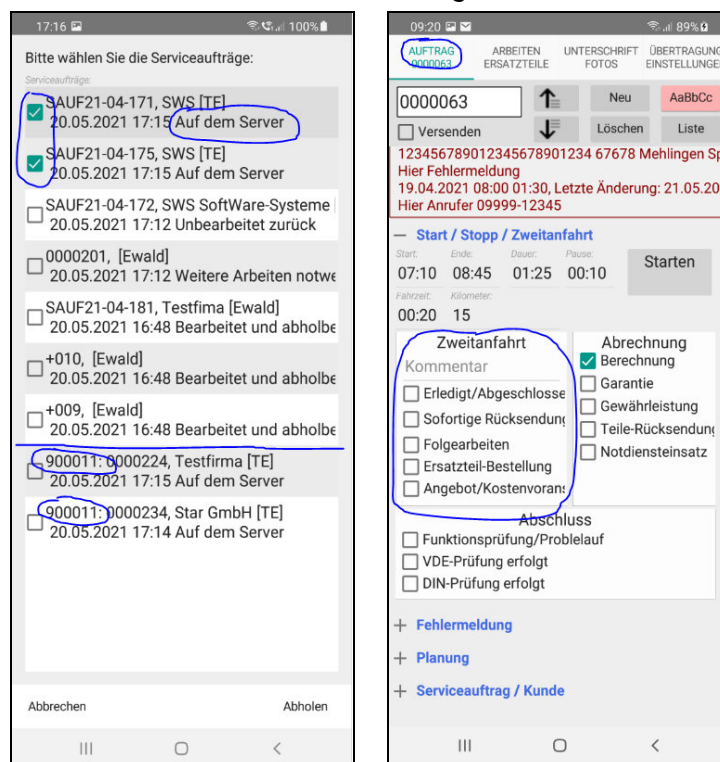 17:16 100%
Bitte wählen Sie die Serviceaufträge:
Serviceaufträge:
SAUF21-04-171, SWS [TE]
20.05.2021 17:15 Auf dem Server
SAUF21-04-175, SWS [TE]
20.05.2021 17:15 Auf dem Server
SAUF21-04-172, SWS SoftWare-Systeme
20.05.2021 17:12 Unbearbeitet zurück
0000201, [Ewald]
20.05.2021 17:12 Weitere Arbeiten notwe
SAUF21-04-181, Testfima [Ewald]
20.05.2021 16:48 Bearbeitet und abholbe
+010, [Ewald]
20.05.2021 16:48 Bearbeitet und abholbe
+009, [Ewald]
20.05.2021 16:48 Bearbeitet und abholbe
900011: 0000224, Testfirma [TE]
20.05.2021 17:15 Auf dem Server
900011: 0000234, Star GmbH [TE]
20.05.2021 17:14 Auf dem Server
Abbrechen Abholen
09:20 89%
AUFTRAG ARBEITEN UNTERSCHRIFT ÜBERTRAGUNG
0000063 ERSATZTEILE FOTOS EINSTELLUNGE
0000063 Neu AaBbCc
Versenden Löschen Liste
123456789012345678901234 67678 Mehlingen Sp
Hier Fehlermeldung
19.04.2021 08:00 01:30, Letzte Änderung: 21.05.20
Hier Anrufer 09999-12345
— Start / Stopp / Zweitanfahrt
Start: Ende: Dauer: Pause:
07:10 08:45 01:25 00:10 Starten
Fahrzeit: Kilometer:
00:20 15
Zweitanfahrt
Kommentar
Erledigt/Abgeschlosse
Sofortige Rücksendung
Folgearbeiten
Ersatzteil-Bestellung
Angebot/Kostenvorans
Abrechnung
Berechnung
Garantie
Gewährleistung
Teile-Rücksendung
Notdiensteinsatz
Abschluss
Funktionsprüfung/Problelauf
VDE-Prüfung erfolgt
DIN-Prüfung erfolgt
+ Fehlermeldung
+ Planung
+ Serviceauftrag / Kunde